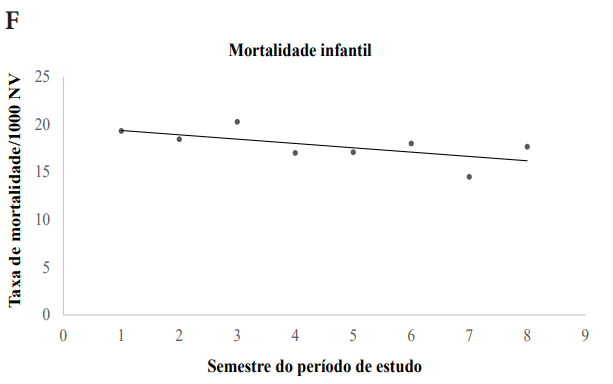 F
Mortalidade infantil
Taxa de mortalidade/1000 NV
25
20
15
10
5
0
0 1 2 3 4 5 6 7 8 9
Semestre do período de estudo